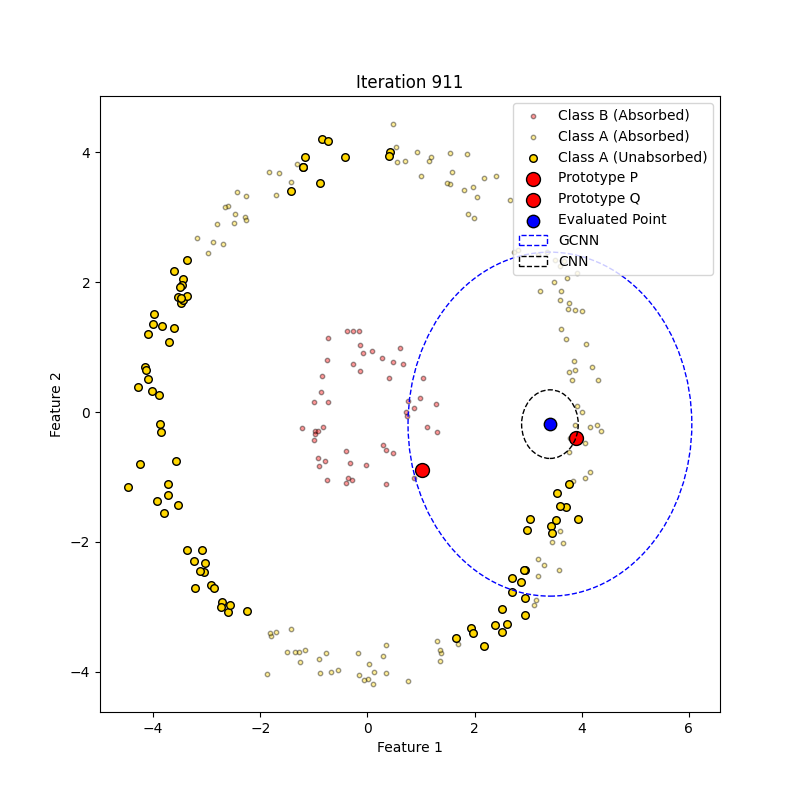 Iteration 911
Class B (Absorbed)
Class A (Absorbed)
Class A (Unabsorbed)
Prototype P
Prototype Q
Evaluated Point
GCNN
CNN
4
2
0
−2
−4
Feature 2
−4
−2
0
2
4
6
Feature 1